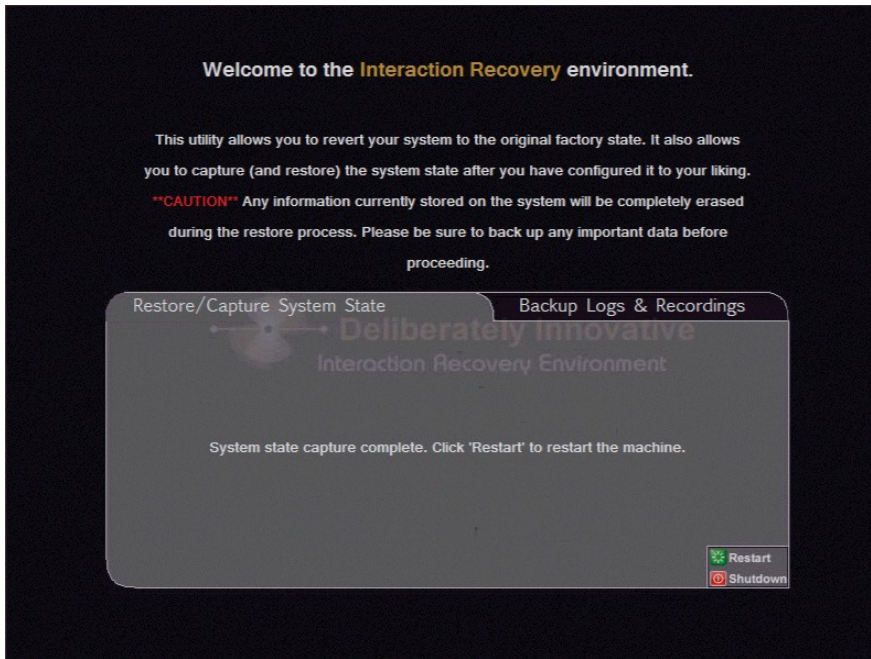 Welcome to the Interaction Recovery environment.
This utility allows you to revert your system to the original factory state. It also allows
you to capture (and restore) the system state after you have configured it to your liking.
**CAUTION** Any information currently stored on the system will be completely erased
during the restore process. Please be sure to back up any important data before
proceeding.
Restore/Capture System State
Backup Logs & Recordings
Deliberately Innovative
Interaction Recovery Environment
System state capture complete. Click 'Restart' to restart the machine.
Restart
Shutdown